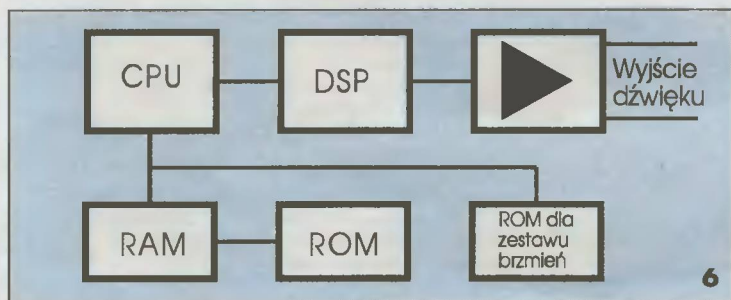 CPU
DSP
Wyjście
dźwięku
RAM
ROM
ROM dla
zestawu
brzmień
6